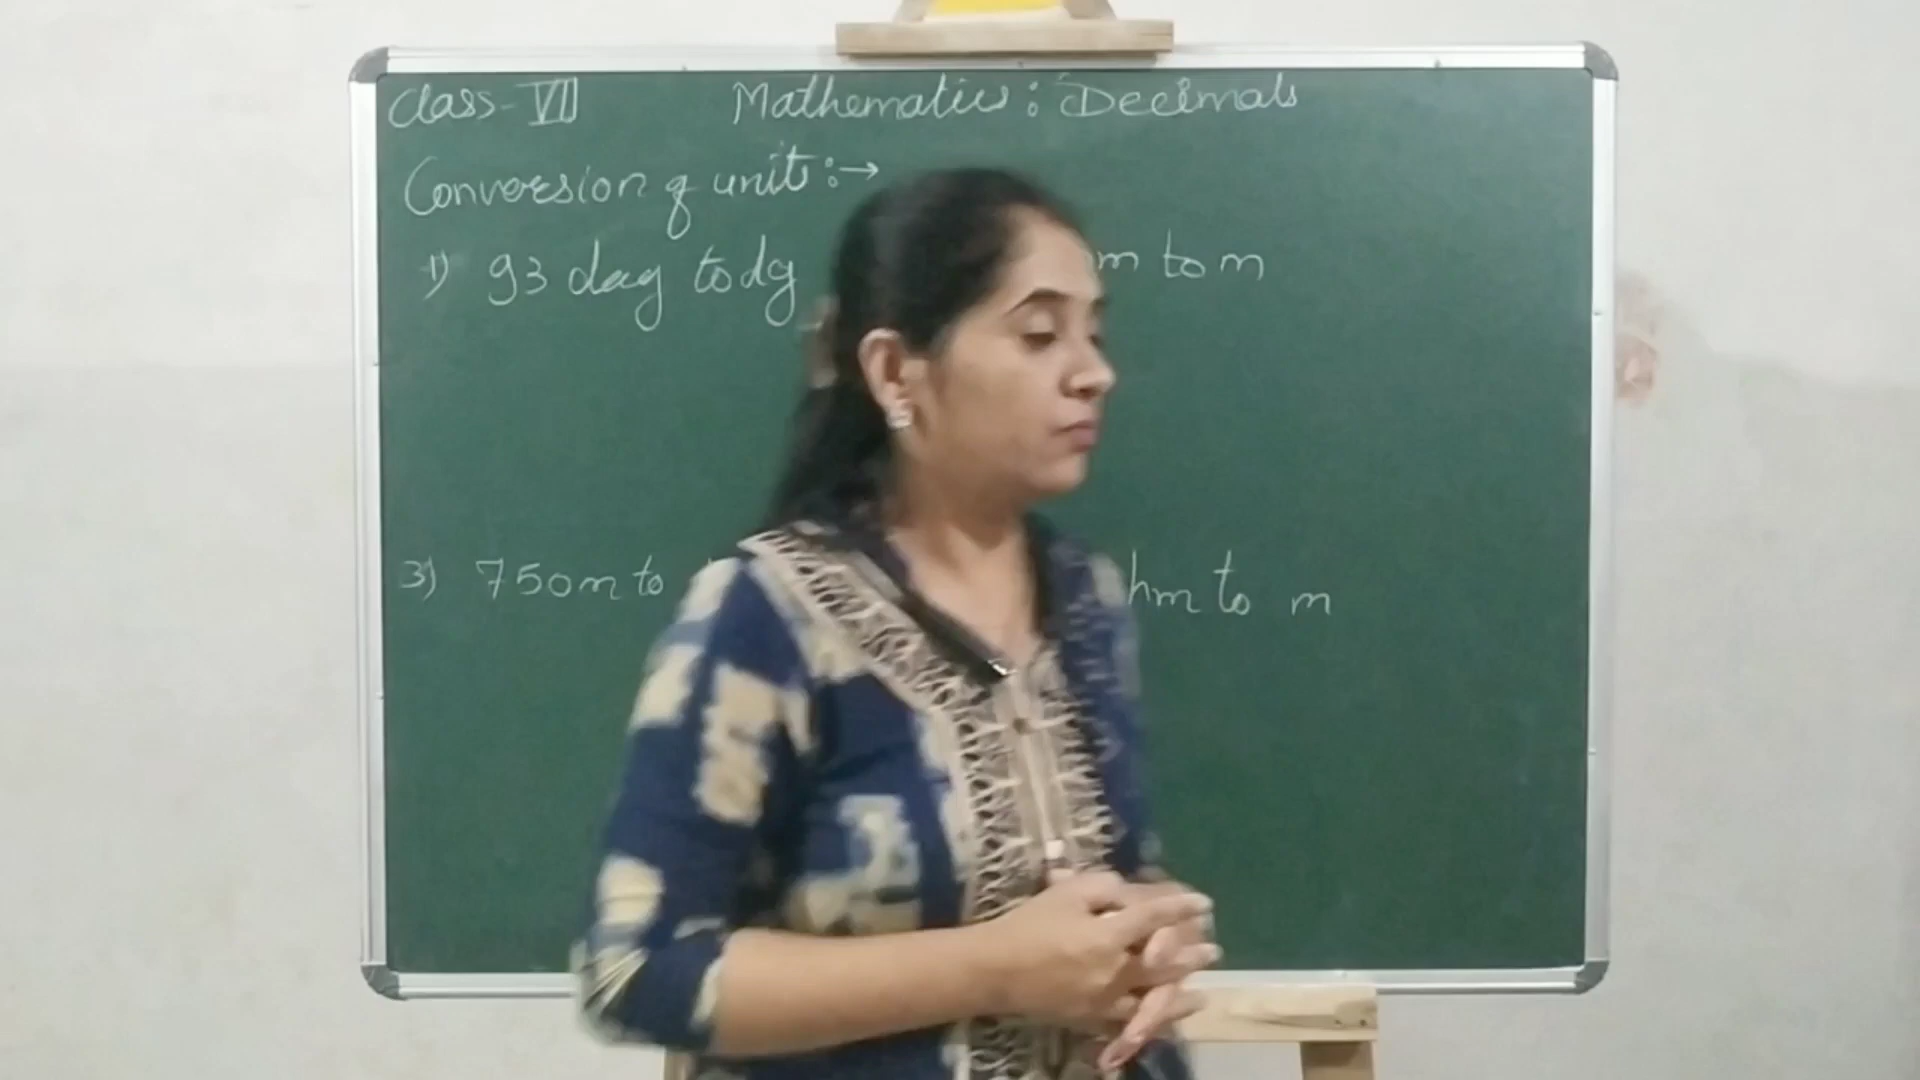 Class-VII Mathematics: Decimals
Conversion of unit:→
1) 93 dag to dg m to m
3) 750m to hm to m